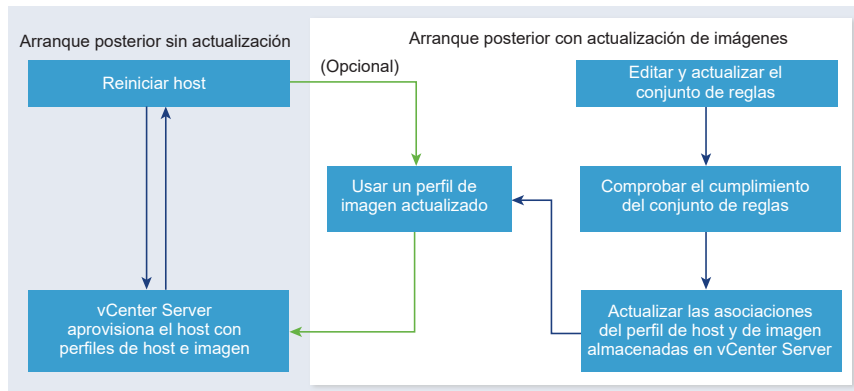 Arranque posterior sin actualización
Reiniciar host
vCenter Server
aprovisiona el host con
perfiles de host e imagen
Arranque posterior con actualización de imágenes
(Opcional)
Usar un perfil de
imagen actualizado
Editar y actualizar el
conjunto de reglas
Comprobar el cumplimiento
del conjunto de reglas
Actualizar las asociaciones
del perfil de host y de imagen
almacenadas en vCenter Server